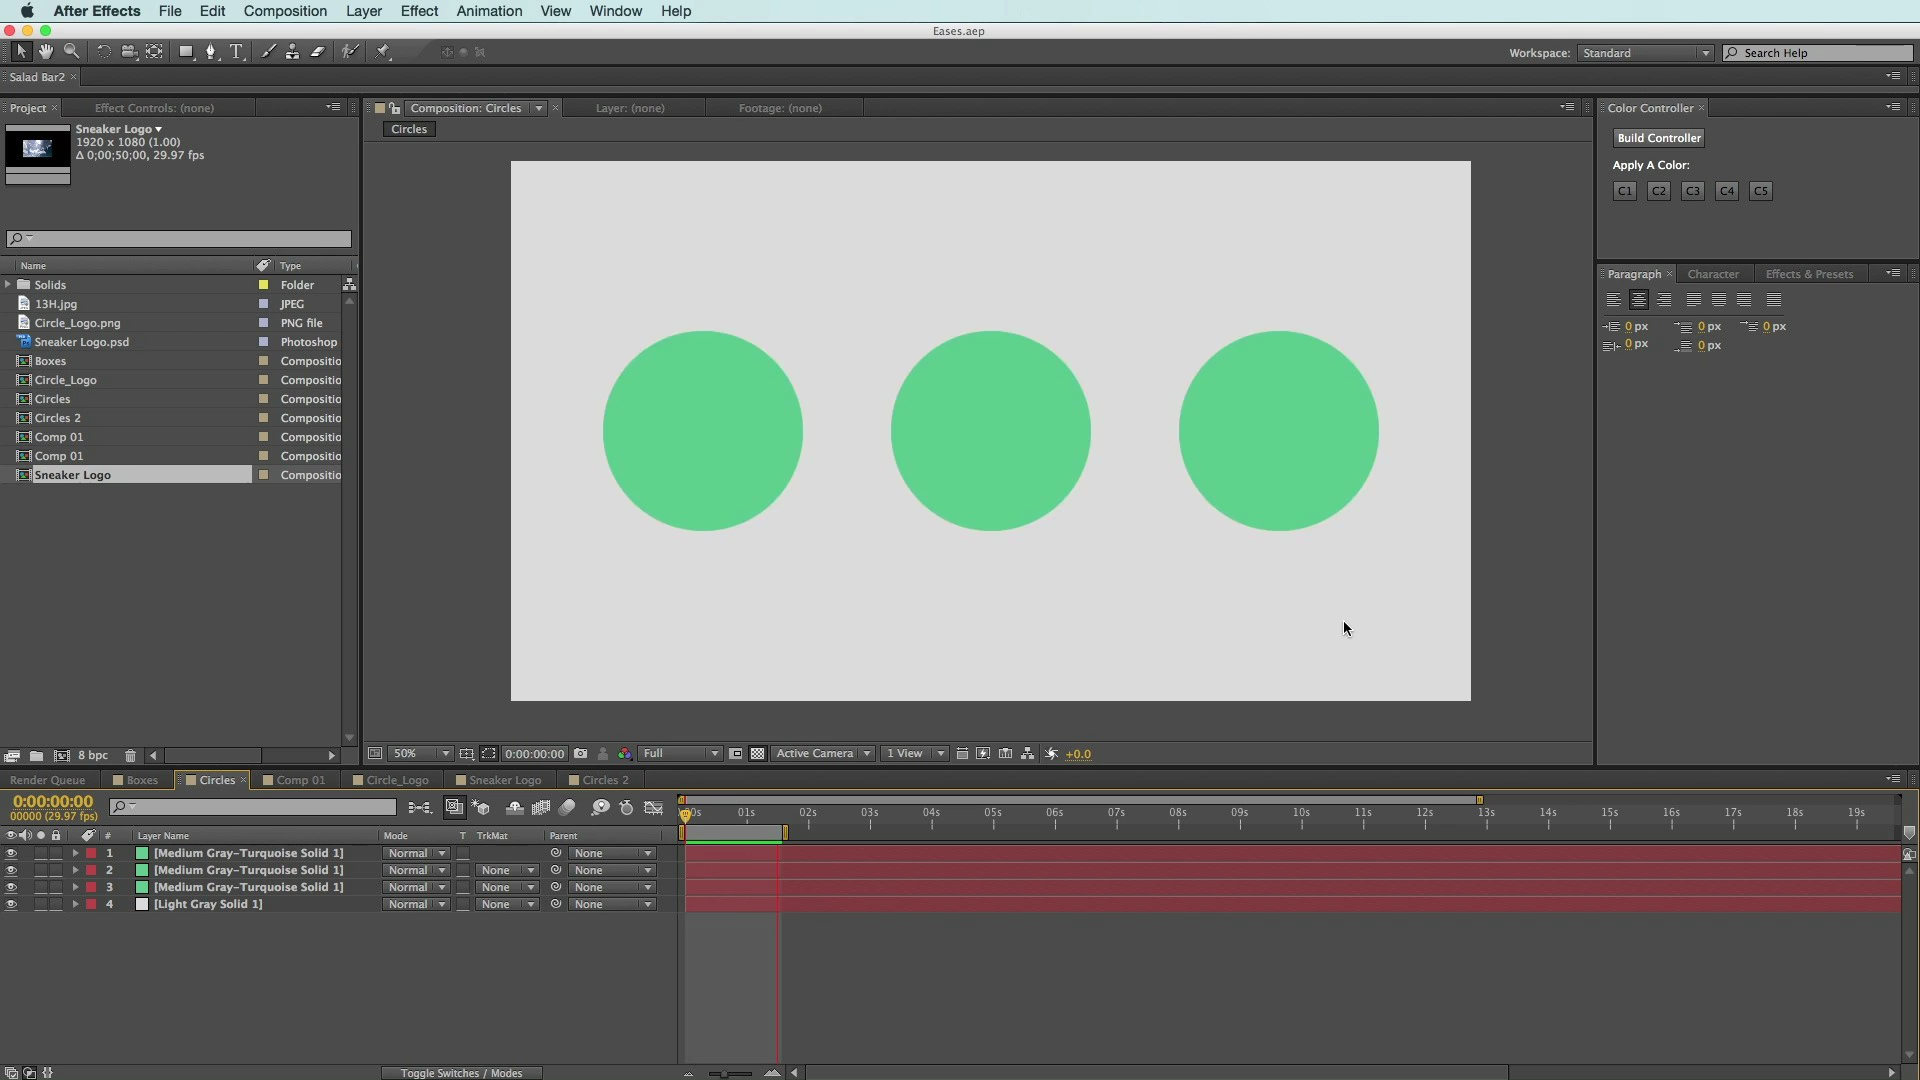 After Effects File Edit Composition Layer Effect Animation View Window Help
Eases.aep
T
Workspace: Standard Search Help
Salad Bar2
Project Effect Controls: (none)
Sneaker Logo
1920 x 1080 (1.00)
Δ 0;00;50;00, 29.97 fps
Name Type
Solids Folder
13H.jpg JPEG
Circle_Logo.png PNG file
Sneaker Logo.psd Photoshop
Boxes Compositio
Circle_Logo Compositio
Circles Compositio
Circles 2 Compositio
Comp 01 Compositio
Comp 01 Compositio
Sneaker Logo Compositio
8 bpc
Composition: Circles Layer: (none) Footage: (none)
Circles
50% 0:00:00:00 Full Active Camera 1 View +0.0
Color Controller
Build Controller
Apply A Color:
C1 C2 C3 C4 C5
Paragraph Character Effects & Presets
0 px 0 px 0 px
0 px 0 px
Render Queue Boxes Circles Comp 01 Circle_Logo Sneaker Logo Circles 2
0:00:00:00
00000 (29.97 fps)
00s 01s 02s 03s 04s 05s 06s 07s 08s 09s 10s 11s 12s 13s 14s 15s 16s 17s 18s 19s
# Layer Name Mode T TrkMat Parent
1 [Medium Gray-Turquoise Solid 1] Normal None
2 [Medium Gray-Turquoise Solid 1] Normal None None
3 [Medium Gray-Turquoise Solid 1] Normal None None
4 [Light Gray Solid 1] Normal None None
Toggle Switches / Modes